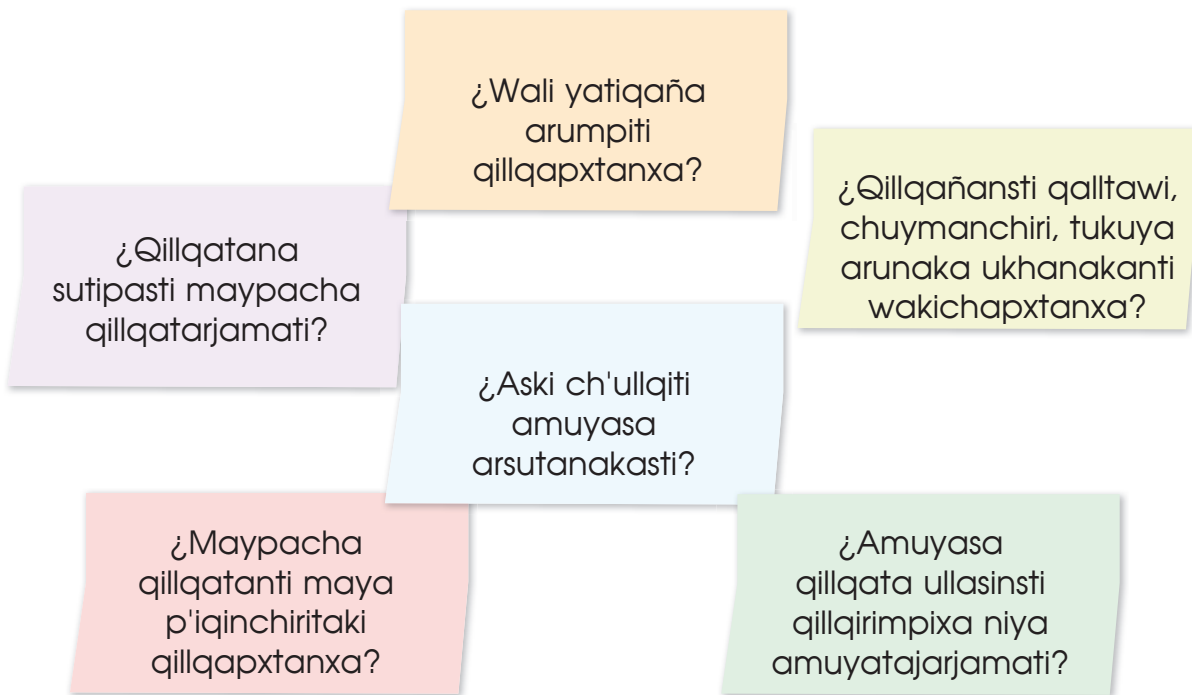 ¿Wali yatiqaña
arumpiti
qillqapxtanxa?
¿Qillqañansti qalltawi,
chuymanchiri, tukuya
arunaka ukhanakanti
wakichapxtanxa?
¿Qillqatana
sutipasti maypacha
qillqatarjamati?
¿Aski ch'ullqiti
amuyasa
arsutanakasti?
¿Maypacha
qillqatanti maya
p'iqinchiritaki
qillqapxtanxa?
¿Amuyasa
qillqata ullasinsti
qillqirimpixa niya
amuyatajarjamati?